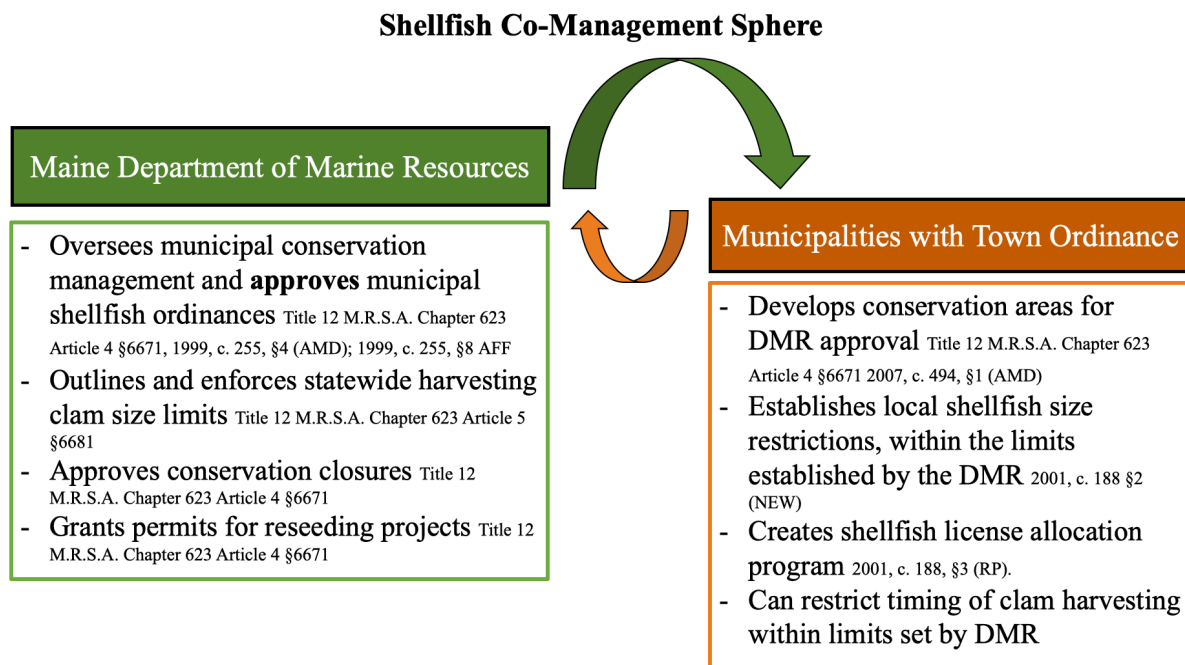 Shellfish Co-Management Sphere
Maine Department of Marine Resources
- Oversees municipal conservation
management and approves municipal
shellfish ordinances Title 12 M.R.S.A. Chapter 623
Article 4 §6671, 1999, c. 255, §4 (AMD); 1999, c. 255, §8 AFF
- Outlines and enforces statewide harvesting
clam size limits Title 12 M.R.S.A. Chapter 623 Article 5
§6681
- Approves conservation closures Title 12
M.R.S.A. Chapter 623 Article 4 §6671
- Grants permits for reseeding projects Title 12
M.R.S.A. Chapter 623 Article 4 §6671
Municipalities with Town Ordinance
- Develops conservation areas for
DMR approval Title 12 M.R.S.A. Chapter 623
Article 4 §6671 2007, c. 494, §1 (AMD)
- Establishes local shellfish size
restrictions, within the limits
established by the DMR 2001, c. 188 §2
(NEW)
- Creates shellfish license allocation
program 2001, c. 188, §3 (RP).
- Can restrict timing of clam harvesting
within limits set by DMR